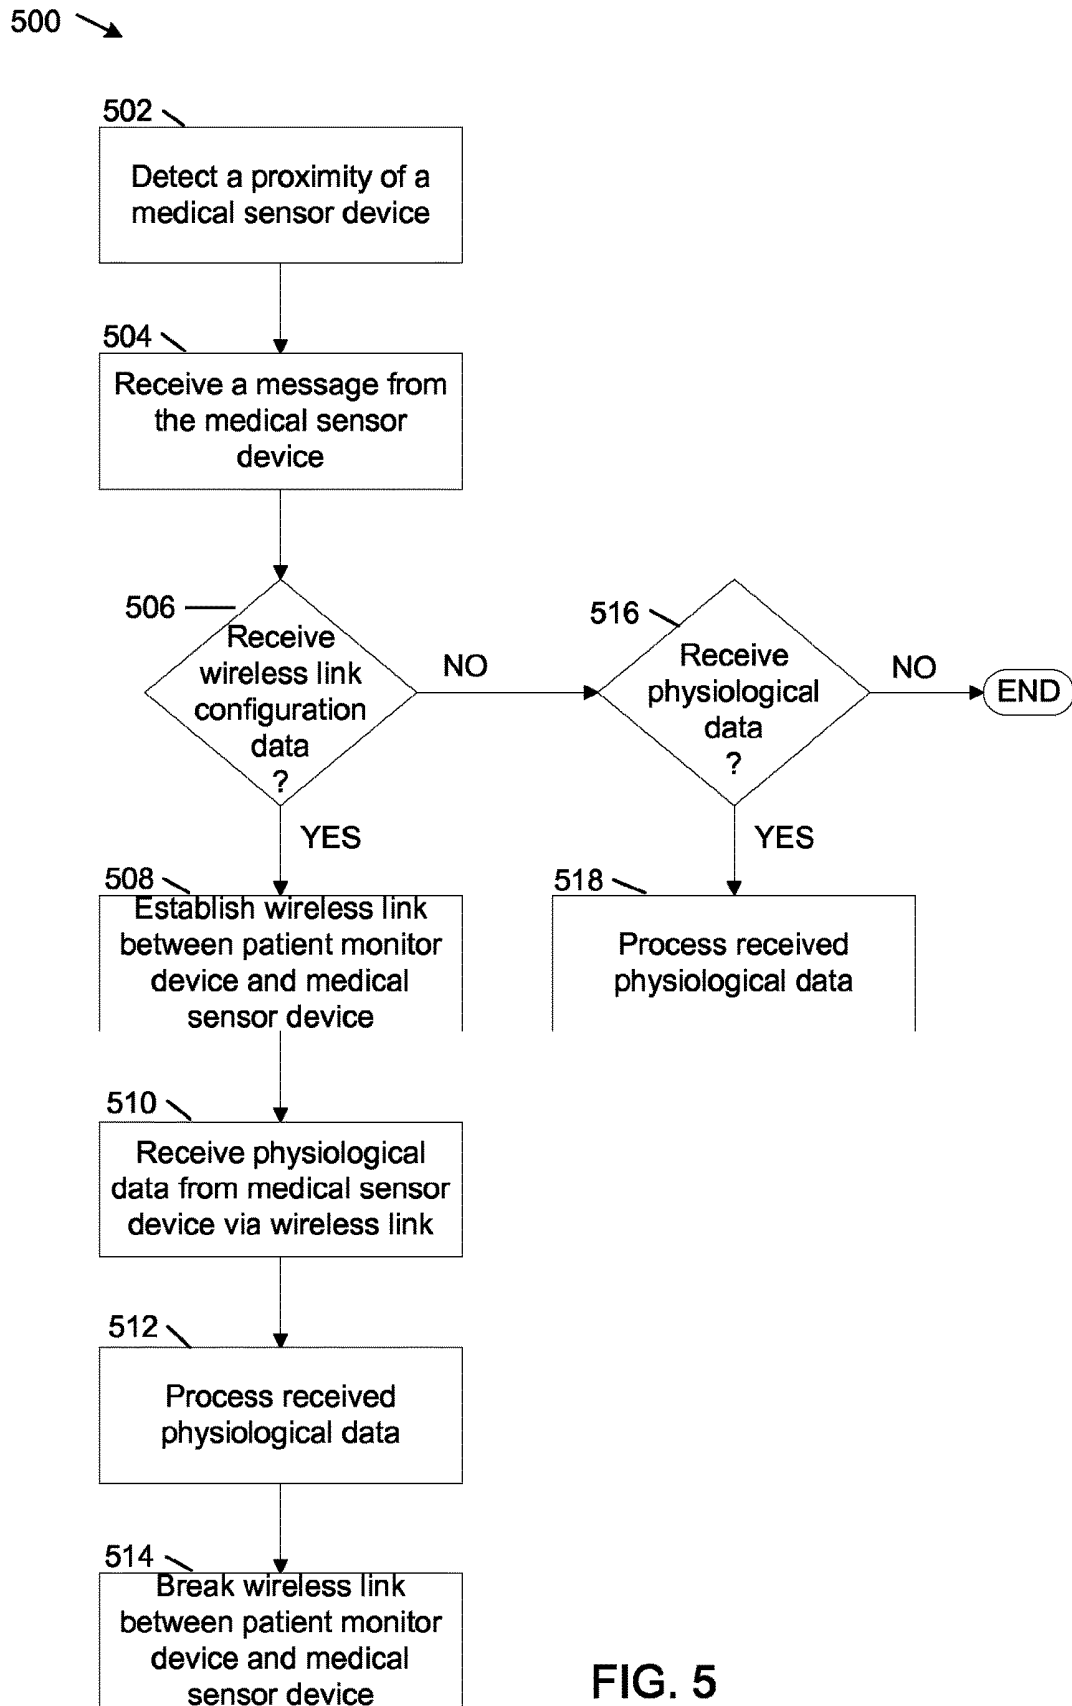 500
502
Detect a proximity of a
medical sensor device
504
Receive a message from
the medical sensor
device
506
Receive
wireless link
configuration
data
?
NO
516
Receive
physiological
data
?
NO
END
YES
YES
508
Establish wireless link
between patient monitor
device and medical
sensor device
518
Process received
physiological data
510
Receive physiological
data from medical sensor
device via wireless link
512
Process received
physiological data
514
Break wireless link
between patient monitor
device and medical
sensor device
FIG. 5